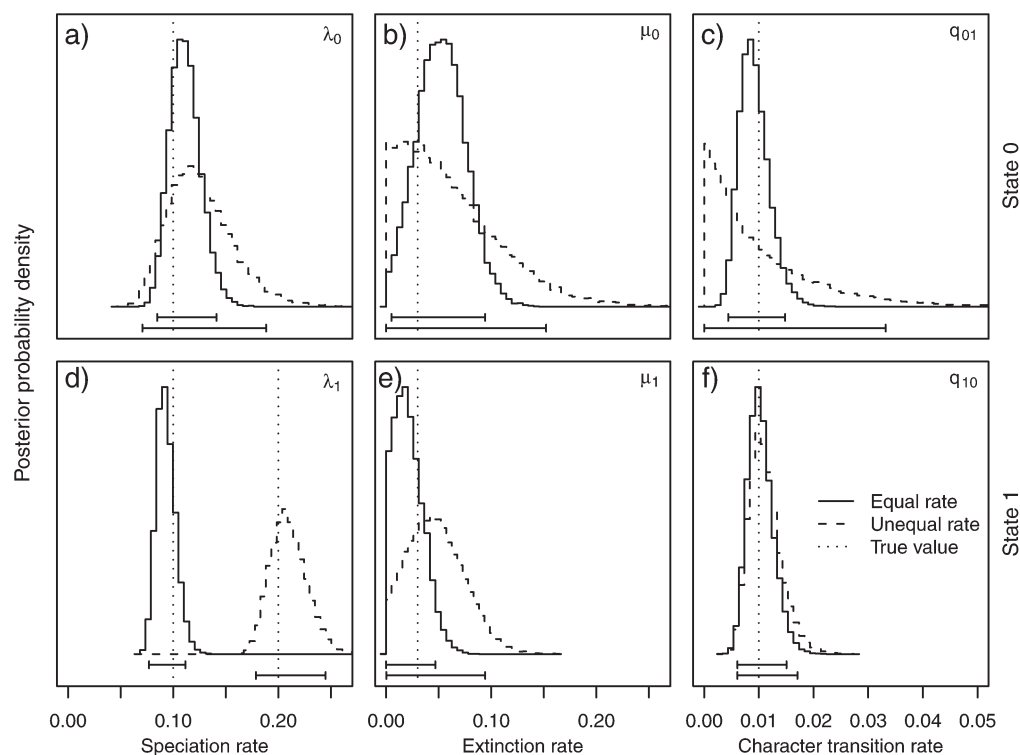 a)
λ0
b)
μ0
c)
q01
State 0
Posterior probability density
d)
λ1
e)
μ1
f)
q10
State 1
Equal rate
Unequal rate
True value
0.00 0.10 0.20
0.00 0.10 0.20
0.00 0.01 0.02 0.03 0.04 0.05
Speciation rate
Extinction rate
Character transition rate